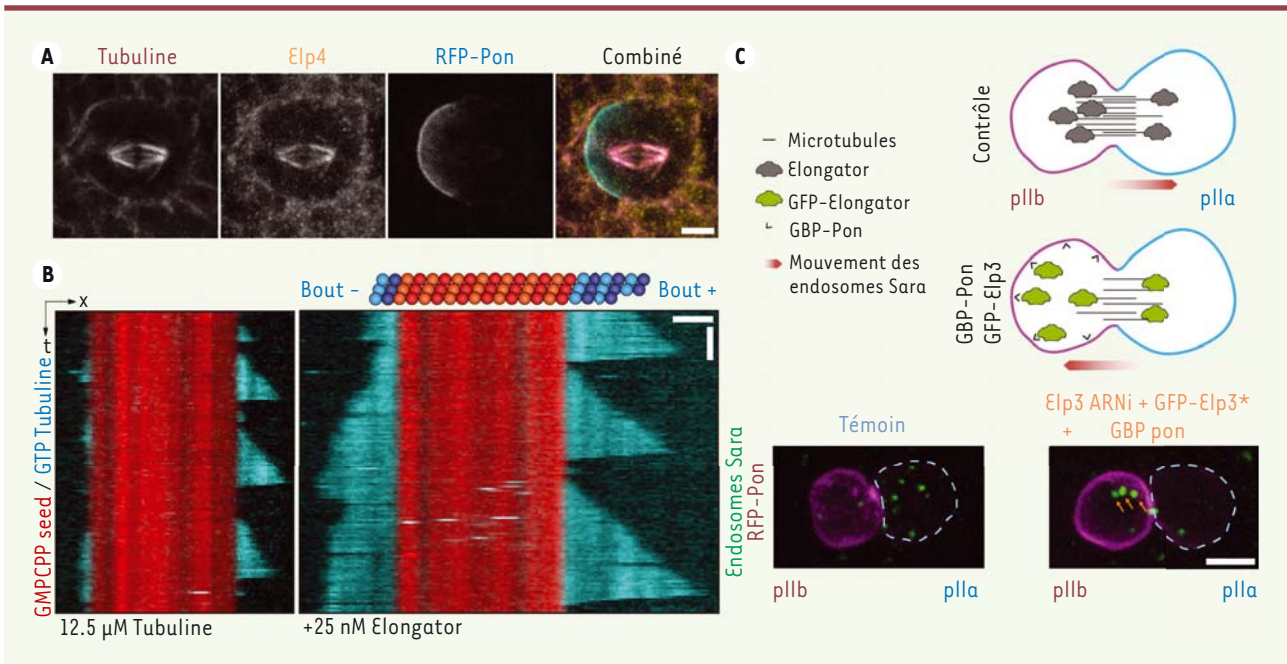 A
Tubuline
Elp4
RFP-Pon
Combiné
B
x
t
Bout -
Bout +
GMPCPP seed / GTP Tubuline
12.5 µM Tubuline
+25 nM Elongator
C
Microtubules
Elongator
GFP-Elongator
GBP-Pon
Mouvement des
endosomes Sara
Contrôle
pIIb
pIIa
GBP-Pon
GFP-Elp3
Endosomes Sara
RFP-Pon
Témoin
Elp3 ARNi + GFP-Elp3*
+ GBP pon
pIIb
pIIa
pIIb
pIIa